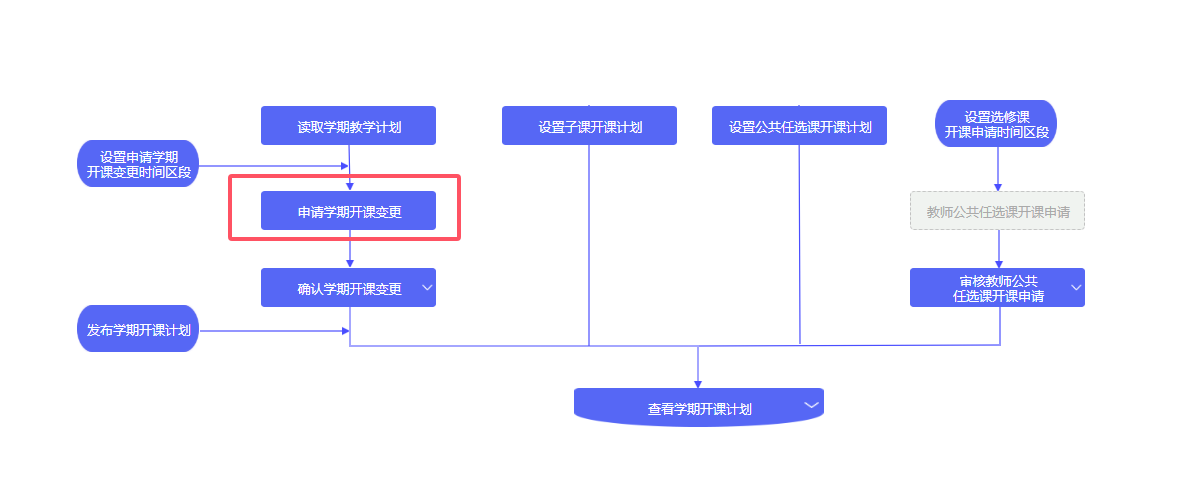 读取学期教学计划
设置子课开课计划
设置公共任选课开课计划
设置选修课
开课申请时间区段
设置申请学期
开课变更时间区段
申请学期开课变更
教师公共任选课开课申请
确认学期开课变更
审核教师公共
任选课开课申请
发布学期开课计划
查看学期开课计划